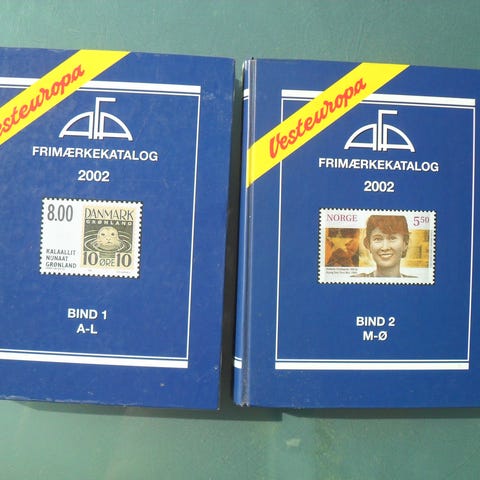 esteuropa
AFA
FRIMÆRKEKATALOG
2002
8.00
DANMARK
GRØNLAND
KALAALLIT
NUNAAT
GRØNLAND
10 ØRE 10
BIND 1
A-L
Vesteuropa
AFA
FRIMÆRKEKATALOG
2002
NORGE
5.50
BIND 2
M-Ø